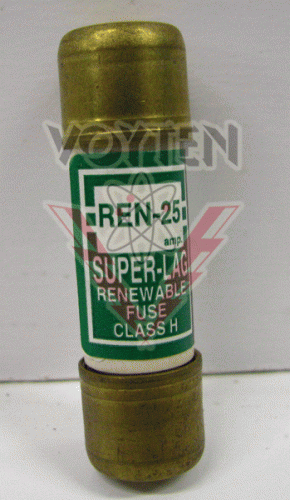 VOYTEN
REN-25
amp.
SUPER-LAG
RENEWABLE
FUSE
CLASS H